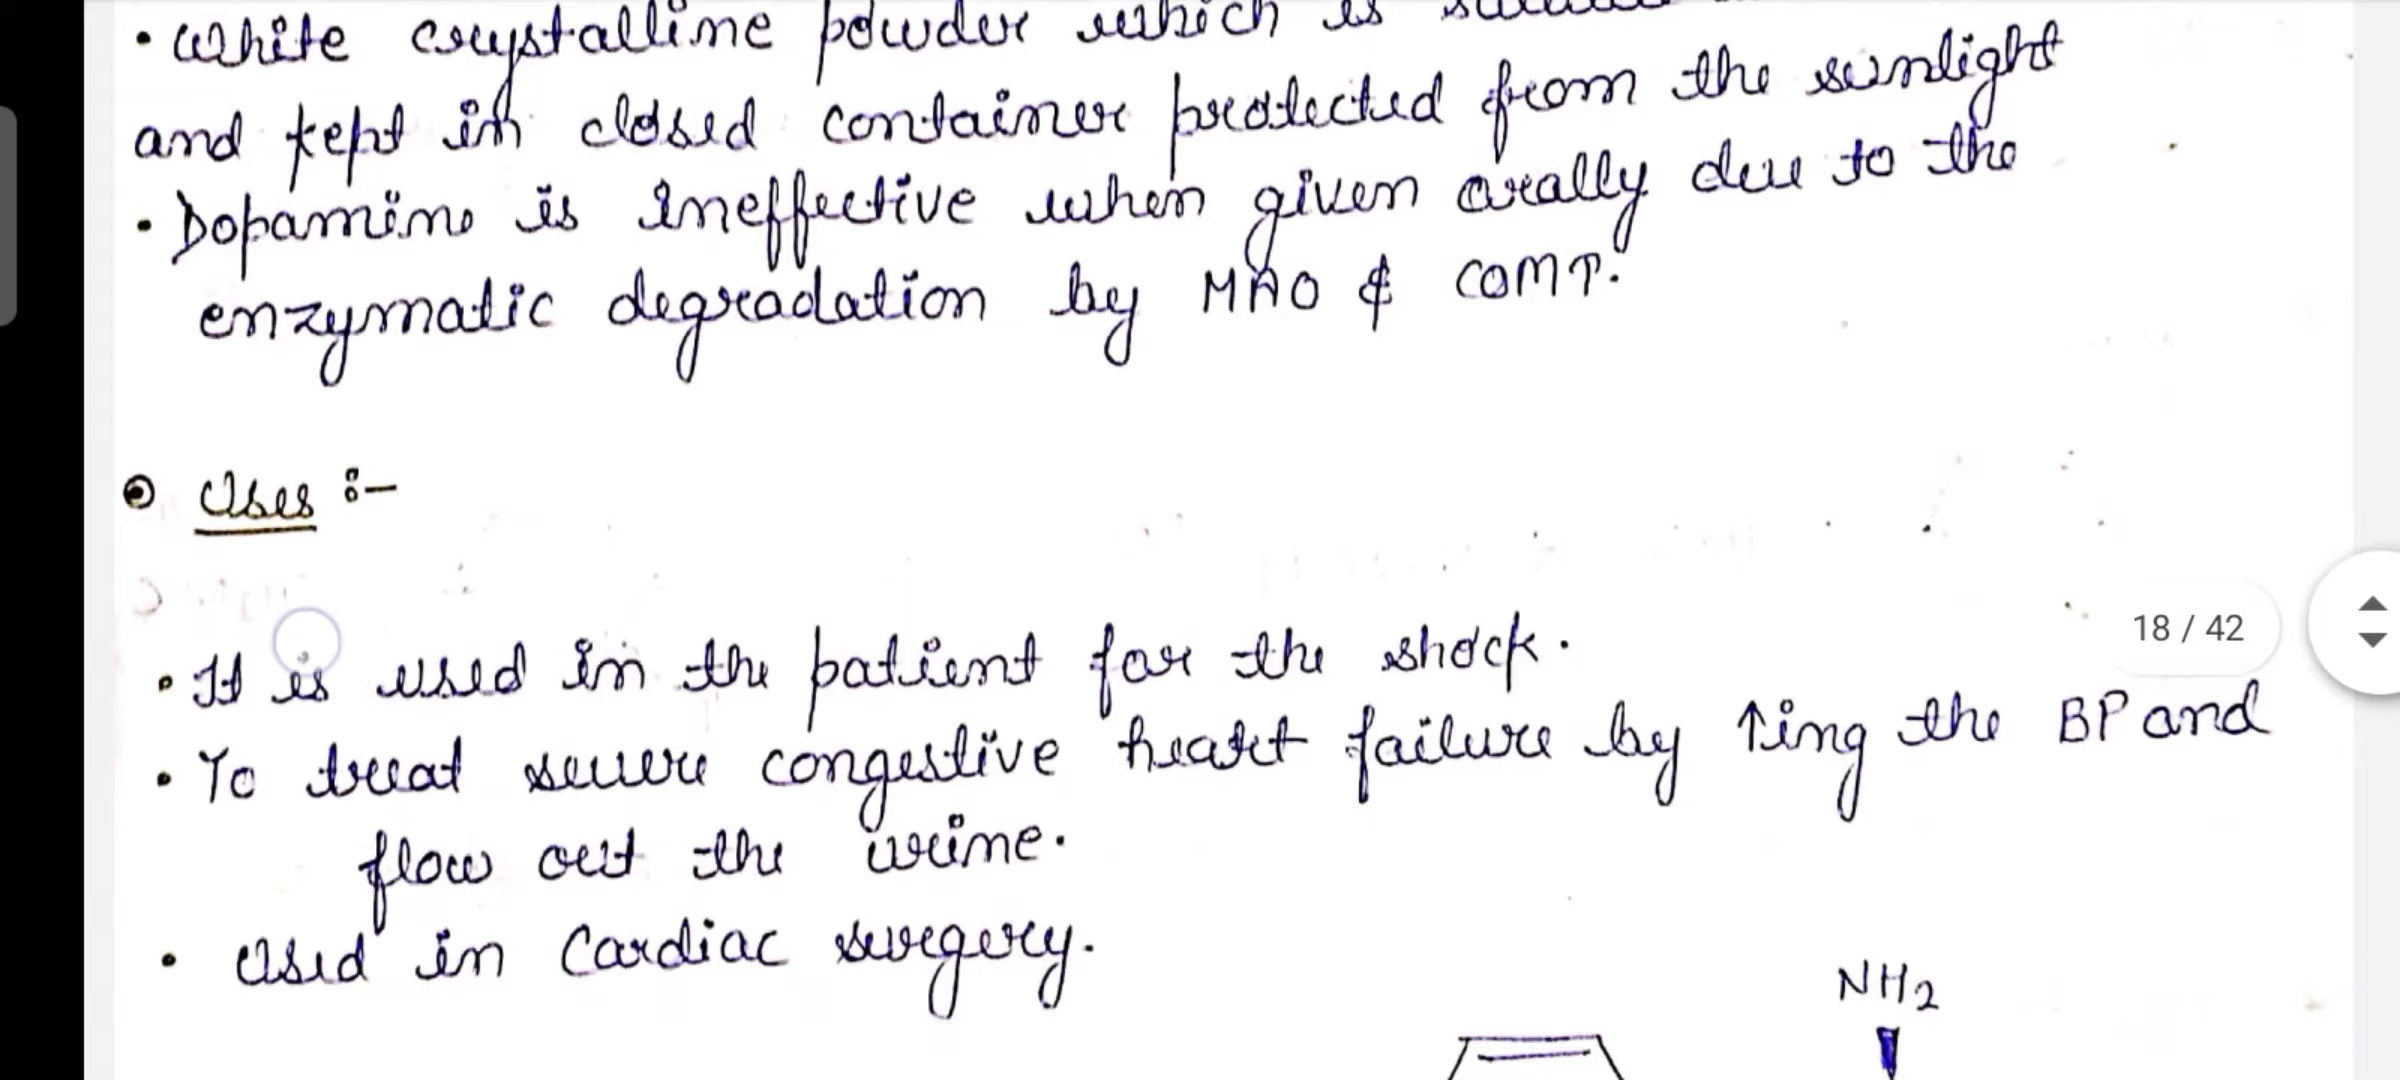 • White crystalline powder which is
and kept in closed container protected from the sunlight
• Dopamine is ineffective when given orally due to the
enzymatic degradation by MAO & COMT.
Uses :-
• It is used in the patient for the shock.
18 / 42
• To treat severe congestive heart failure by ↑ing the BP and
flow out the urine.
• Used in Cardiac surgery.
NH2